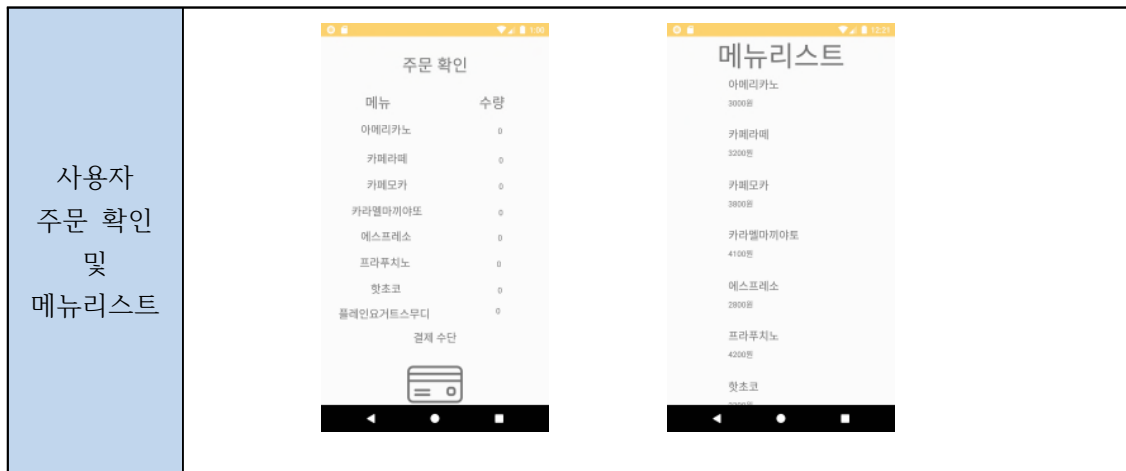 사용자
주문 확인
및
메뉴리스트
1:00
주문 확인
메뉴 수량
아메리카노 0
카페라떼 0
카페모카 0
카라멜마끼야또 0
에스프레소 0
프라푸치노 0
핫초코 0
플레인요거트스무디 0
결제 수단
12:21
메뉴리스트
아메리카노
3000원
카페라떼
3200원
카페모카
3800원
카라멜마끼야토
4100원
에스프레소
2800원
프라푸치노
4200원
핫초코